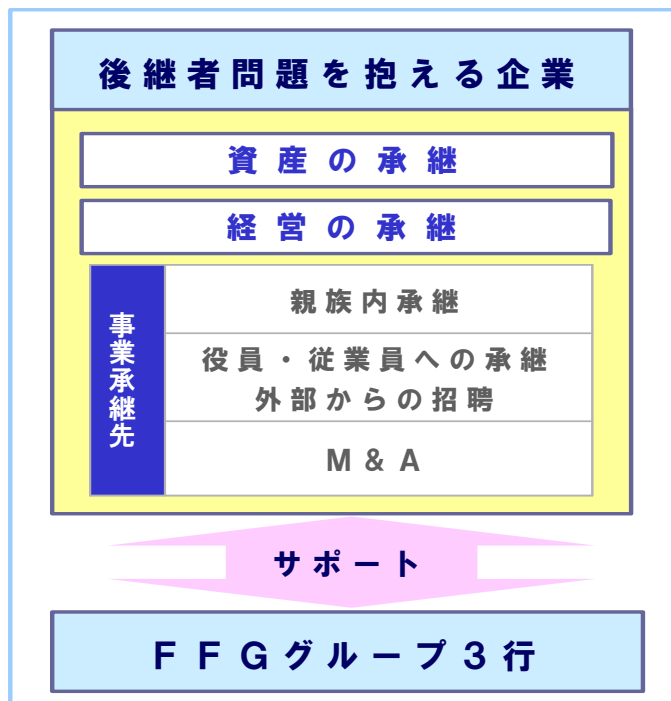 後継者問題を抱える企業
資産の承継
経営の承継
事業承継先
親族内承継
役員・従業員への承継
外部からの招聘
M&A
サポート
FFGグループ3行